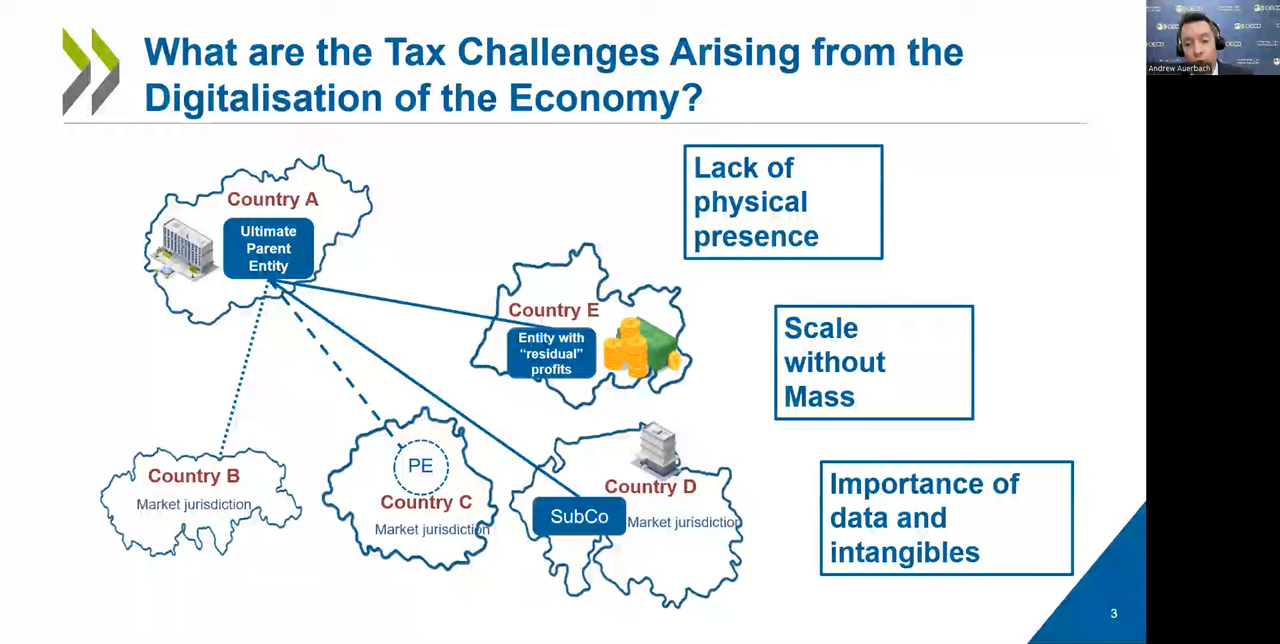 What are the Tax Challenges Arising from the
Digitalisation of the Economy?
Country A
Ultimate
Parent
Entity
Country E
Entity with
“residual”
profits
Country B
Market jurisdiction
PE
Country C
Market jurisdiction
Country D
SubCo
Market jurisdiction
Lack of
physical
presence
Scale
without
Mass
Importance of
data and
intangibles
3
Andrew Auerbach